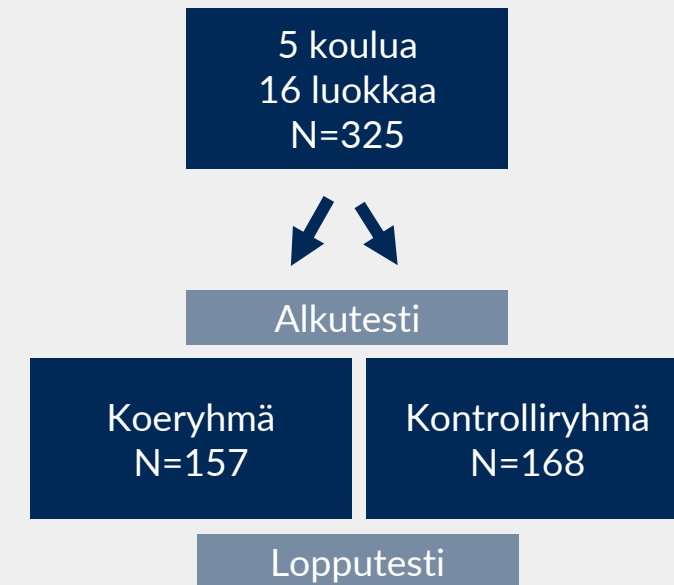 5 koulua
16 luokkaa
N=325
Alkutesti
Koeryhmä
N=157
Kontrolliryhmä
N=168
Lopputesti